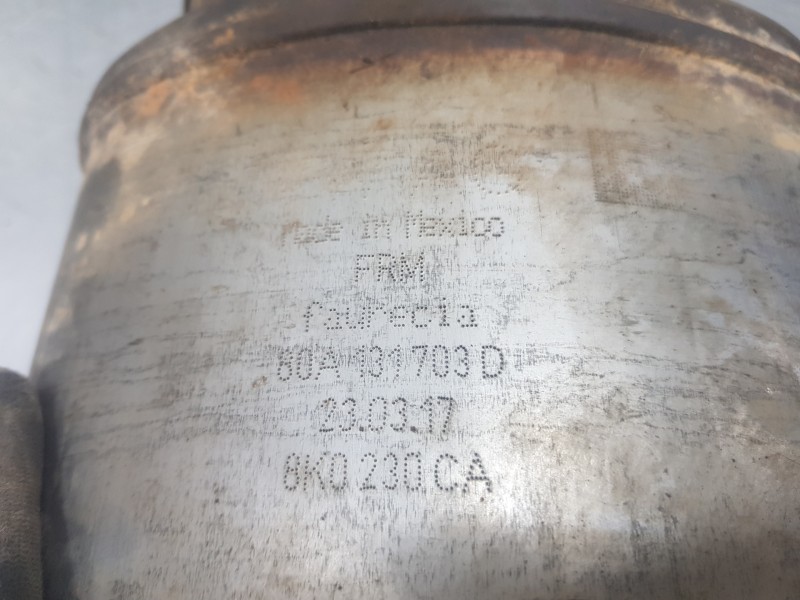 Made in Mexico
FRM
faurecia
80A 131 703 D
23.03.17
8K0 230 CA